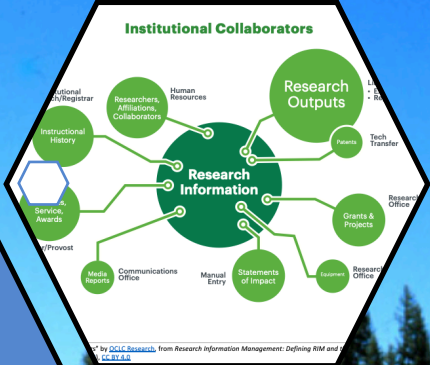 Institutional Collaborators
Human
Resources
Researchers,
Affiliations,
Collaborators
Research
Outputs
Instructional
History
Patents
Tech
Transfer
Research
Information
Service,
Awards
Grants &
Projects
Office
Media
Reports
Communications
Office
Manual
Entry
Statements
of Impact
Equipment
Office
by OCLC Research, from Research Information Management: Defining RIM and
CC BY 4.0